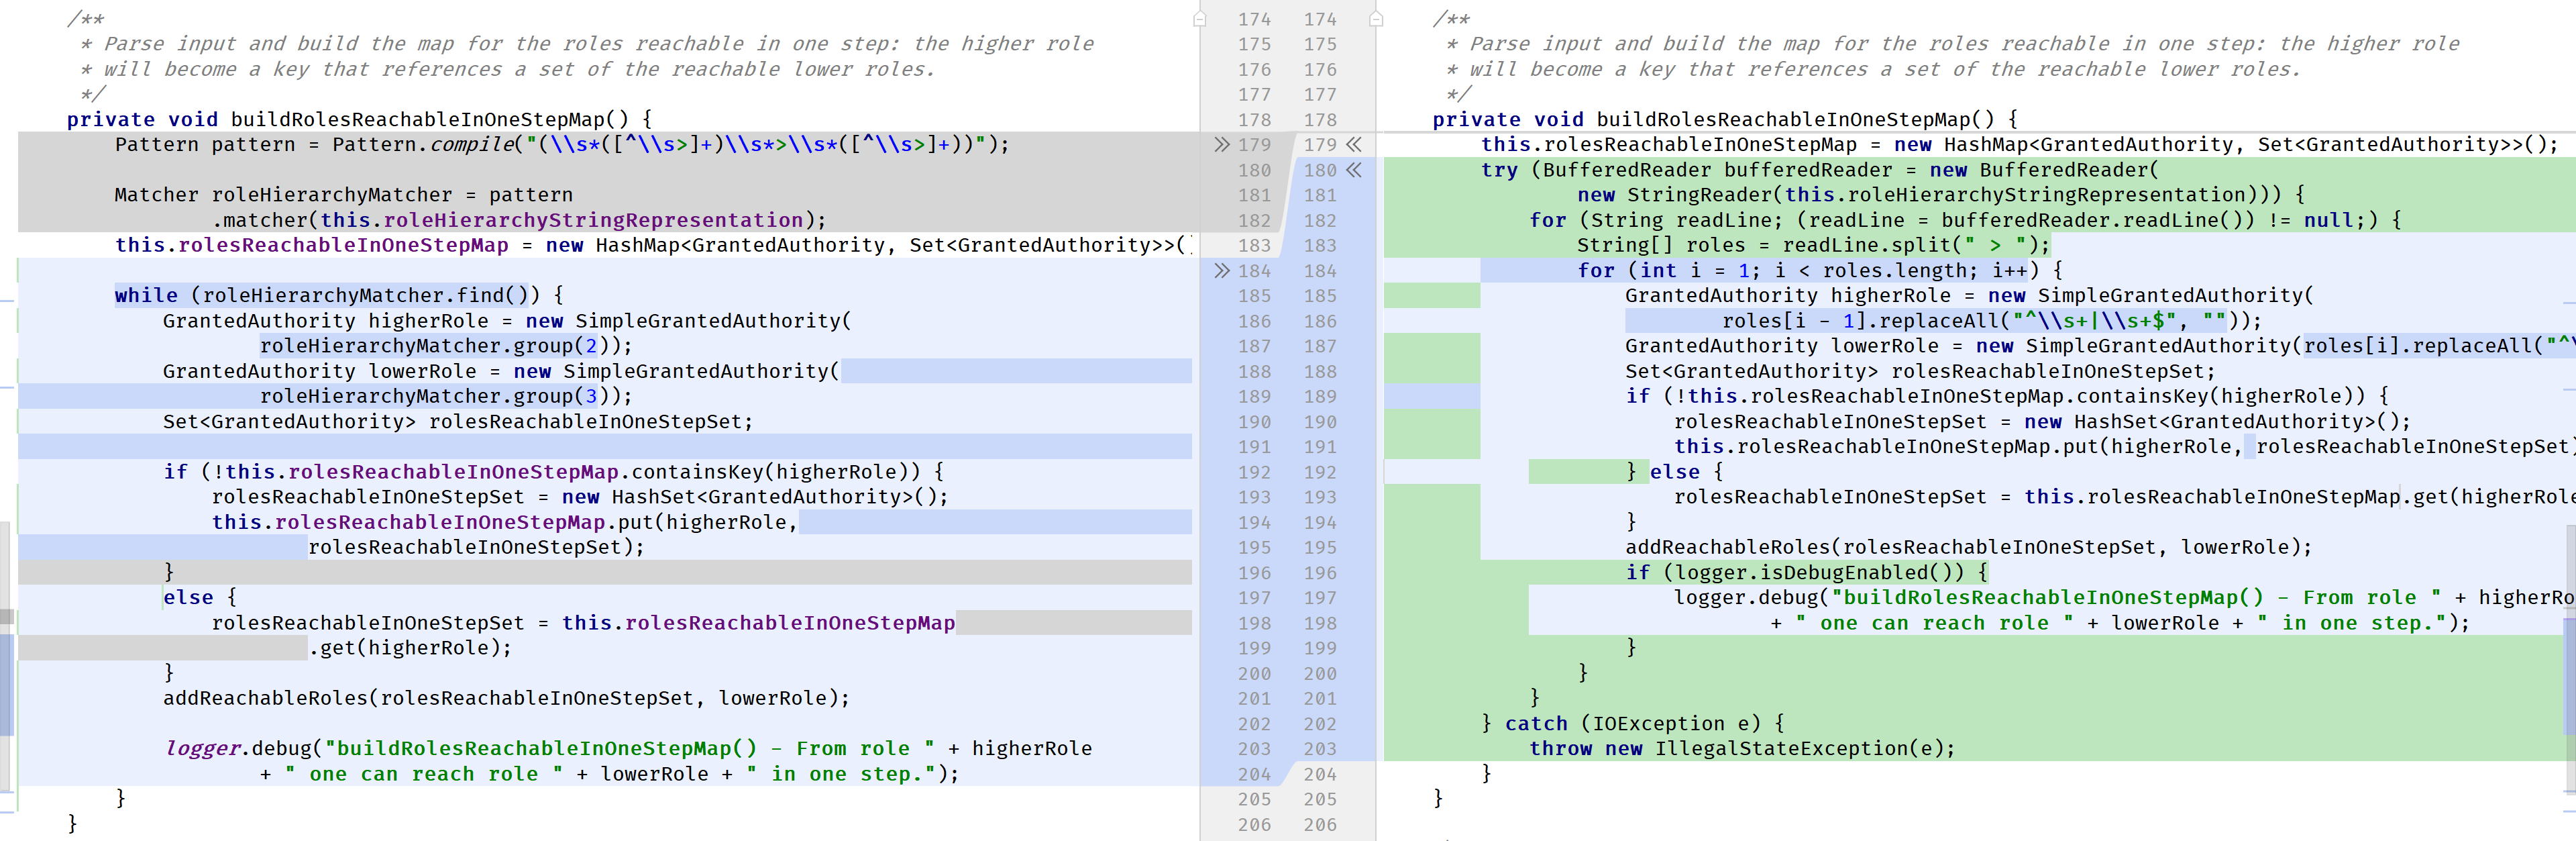 /**
* Parse input and build the map for the roles reachable in one step: the higher role
* will become a key that references a set of the reachable lower roles.
*/
private void buildRolesReachableInOneStepMap() {
Pattern pattern = Pattern.compile("(\\s*([^\\s>]+)\\s*>\\s*([^\\s>]+))");
Matcher roleHierarchyMatcher = pattern
.matcher(this.roleHierarchyStringRepresentation);
this.rolesReachableInOneStepMap = new HashMap<GrantedAuthority, Set<GrantedAuthority>>(
while (roleHierarchyMatcher.find()) {
GrantedAuthority higherRole = new SimpleGrantedAuthority(
roleHierarchyMatcher.group(2));
GrantedAuthority lowerRole = new SimpleGrantedAuthority(
roleHierarchyMatcher.group(3));
Set<GrantedAuthority> rolesReachableInOneStepSet;
if (!this.rolesReachableInOneStepMap.containsKey(higherRole)) {
rolesReachableInOneStepSet = new HashSet<GrantedAuthority>();
this.rolesReachableInOneStepMap.put(higherRole,
rolesReachableInOneStepSet);
}
else {
rolesReachableInOneStepSet = this.rolesReachableInOneStepMap
.get(higherRole);
}
addReachableRoles(rolesReachableInOneStepSet, lowerRole);
logger.debug("buildRolesReachableInOneStepMap() - From role " + higherRole
+ " one can reach role " + lowerRole + " in one step.");
}
}
174 174
175 175
176 176
177 177
178 178
» 179 179 «
180 180 «
181 181
182 182
183 183
» 184 184
185 185
186 186
187 187
188 188
189 189
190 190
191 191
192 192
193 193
194 194
195 195
196 196
197 197
198 198
199 199
200 200
201 201
202 202
203 203
204 204
205 205
206 206
/**
* Parse input and build the map for the roles reachable in one step: the higher role
* will become a key that references a set of the reachable lower roles.
*/
private void buildRolesReachableInOneStepMap() {
this.rolesReachableInOneStepMap = new HashMap<GrantedAuthority, Set<GrantedAuthority>>();
try (BufferedReader bufferedReader = new BufferedReader(
new StringReader(this.roleHierarchyStringRepresentation))) {
for (String readLine; (readLine = bufferedReader.readLine()) != null;) {
String[] roles = readLine.split(" > ");
for (int i = 1; i < roles.length; i++) {
GrantedAuthority higherRole = new SimpleGrantedAuthority(
roles[i - 1].replaceAll("^\\s+|\\s+$", ""));
GrantedAuthority lowerRole = new SimpleGrantedAuthority(roles[i].replaceAll("^\
Set<GrantedAuthority> rolesReachableInOneStepSet;
if (!this.rolesReachableInOneStepMap.containsKey(higherRole)) {
rolesReachableInOneStepSet = new HashSet<GrantedAuthority>();
this.rolesReachableInOneStepMap.put(higherRole, rolesReachableInOneStepSet)
} else {
rolesReachableInOneStepSet = this.rolesReachableInOneStepMap.get(higherRole
}
addReachableRoles(rolesReachableInOneStepSet, lowerRole);
if (logger.isDebugEnabled()) {
logger.debug("buildRolesReachableInOneStepMap() - From role " + higherRo
+ " one can reach role " + lowerRole + " in one step.");
}
}
}
} catch (IOException e) {
throw new IllegalStateException(e);
}
}